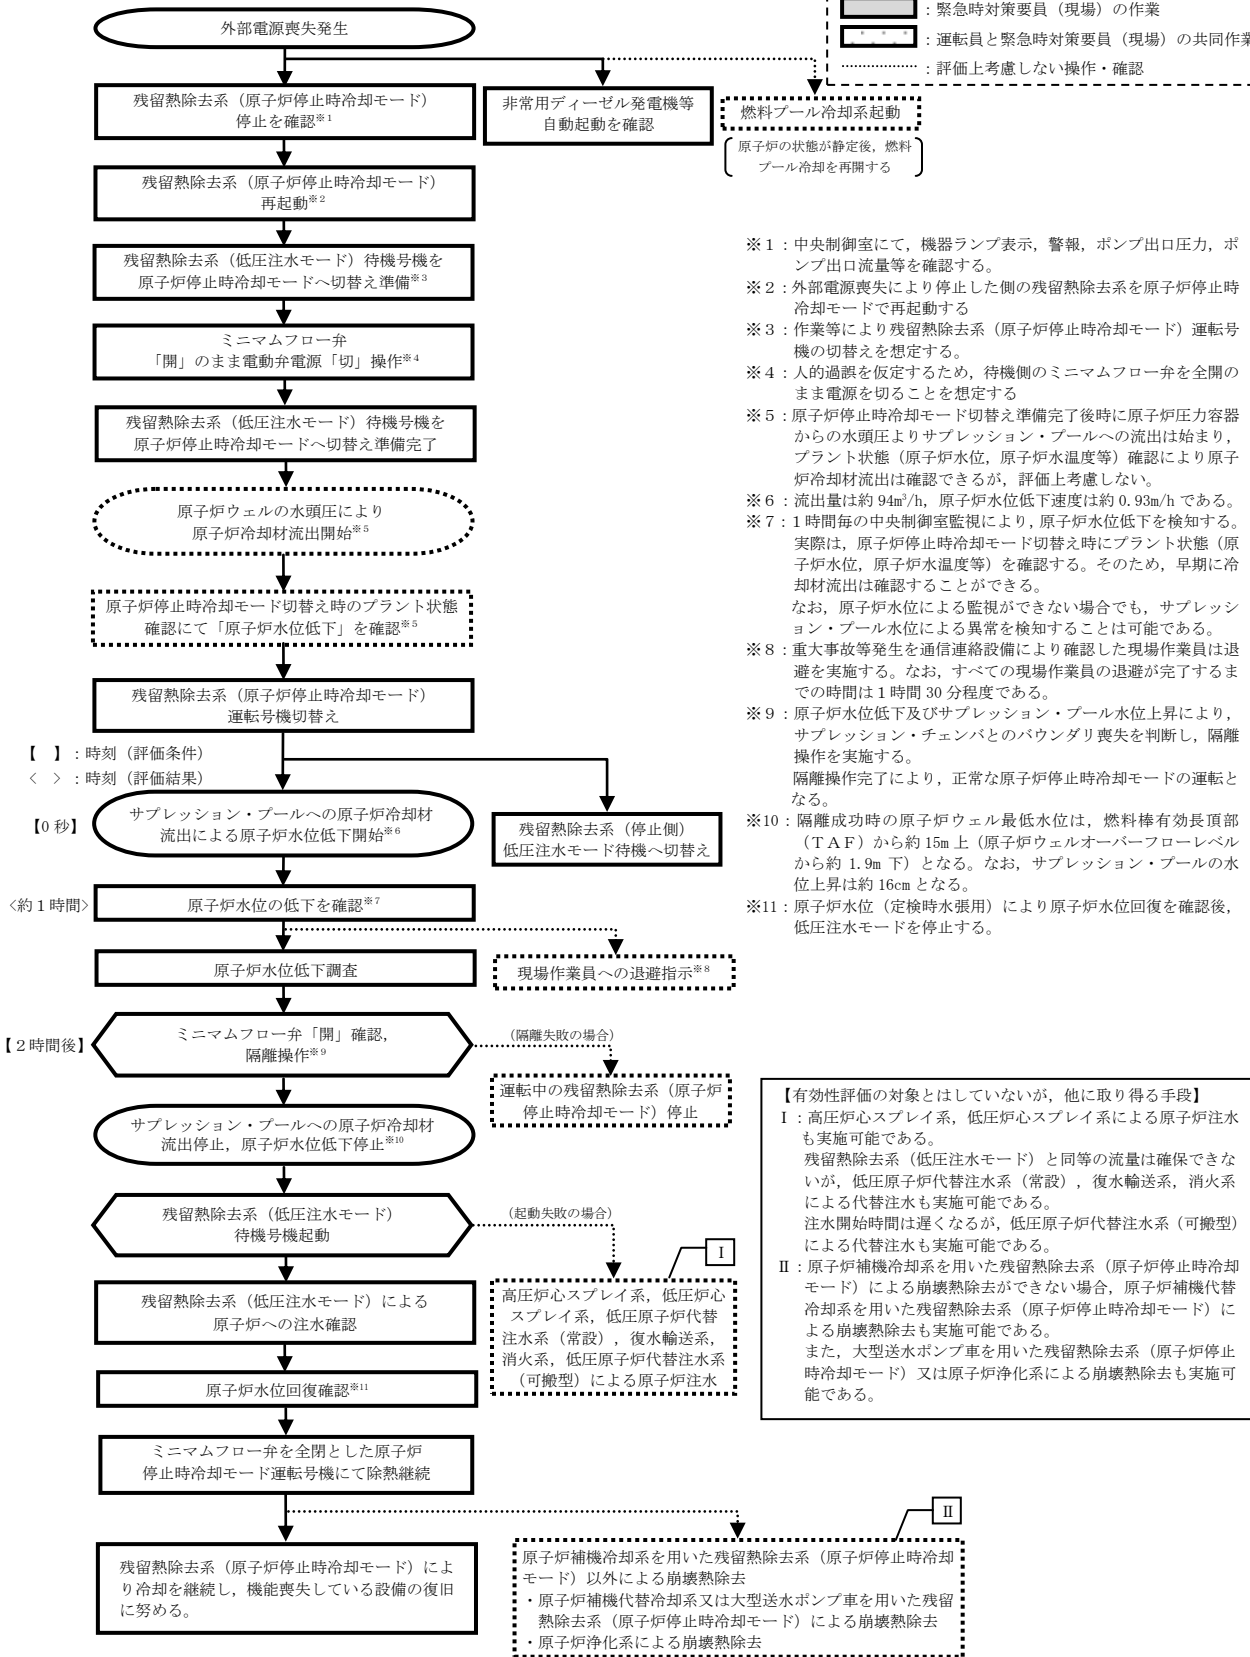 ：緊急時対策要員（現場）の作業
：運転員と緊急時対策要員（現場）の共同作業
：評価上考慮しない操作・確認
外部電源喪失発生
残留熱除去系（原子炉停止時冷却モード）
停止を確認※1
非常用ディーゼル発電機等
自動起動を確認
燃料プール冷却系起動
原子炉の状態が静定後，燃料
プール冷却を再開する
残留熱除去系（原子炉停止時冷却モード）
再起動※2
残留熱除去系（低圧注水モード）待機号機を
原子炉停止時冷却モードへ切替え準備※3
ミニマムフロー弁
「開」のまま電動弁電源「切」操作※4
残留熱除去系（低圧注水モード）待機号機を
原子炉停止時冷却モードへ切替え準備完了
原子炉ウェルの水頭圧により
原子炉冷却材流出開始※5
原子炉停止時冷却モード切替え時のプラント状態
確認にて「原子炉水位低下」を確認※5
残留熱除去系（原子炉停止時冷却モード）
運転号機切替え
【　】：時刻（評価条件）
＜　＞：時刻（評価結果）
【0秒】
サプレッション・プールへの原子炉冷却材
流出による原子炉水位低下開始※6
残留熱除去系（停止側）
低圧注水モード待機へ切替え
<約１時間>
原子炉水位の低下を確認※7
原子炉水位低下調査
現場作業員への退避指示※8
【２時間後】
ミニマムフロー弁「開」確認，
隔離操作※9
（隔離失敗の場合）
運転中の残留熱除去系（原子炉
停止時冷却モード）停止
サプレッション・プールへの原子炉冷却材
流出停止，原子炉水位低下停止※10
残留熱除去系（低圧注水モード）
待機号機起動
（起動失敗の場合）
Ⅰ
高圧炉心スプレイ系，低圧炉心
スプレイ系，低圧原子炉代替
注水系（常設），復水輸送系，
消火系，低圧原子炉代替注水系
（可搬型）による原子炉注水
残留熱除去系（低圧注水モード）による
原子炉への注水確認
原子炉水位回復確認※11
ミニマムフロー弁を全閉とした原子炉
停止時冷却モード運転号機にて除熱継続
Ⅱ
残留熱除去系（原子炉停止時冷却モード）によ
り冷却を継続し，機能喪失している設備の復旧
に努める。
原子炉補機冷却系を用いた残留熱除去系（原子炉停止時冷却
モード）以外による崩壊熱除去
・原子炉補機代替冷却系又は大型送水ポンプ車を用いた残留
熱除去系（原子炉停止時冷却モード）による崩壊熱除去
・原子炉浄化系による崩壊熱除去
※１：中央制御室にて，機器ランプ表示，警報，ポンプ出口圧力，ポ
ンプ出口流量等を確認する。
※２：外部電源喪失により停止した側の残留熱除去系を原子炉停止時
冷却モードで再起動する
※３：作業等により残留熱除去系（原子炉停止時冷却モード）運転号
機の切替えを想定する。
※４：人的過誤を仮定するため，待機側のミニマムフロー弁を全開の
まま電源を切ることを想定する
※５：原子炉停止時冷却モード切替え準備完了後時に原子炉圧力容器
からの水頭圧よりサプレッション・プールへの流出は始まり，
プラント状態（原子炉水位，原子炉水温度等）確認により原子
炉冷却材流出は確認できるが，評価上考慮しない。
※６：流出量は約94m³/h，原子炉水位低下速度は約0.93m/hである。
※７：１時間毎の中央制御室監視により，原子炉水位低下を検知する。
実際は，原子炉停止時冷却モード切替え時にプラント状態（原
子炉水位，原子炉水温度等）を確認する。そのため，早期に冷
却材流出は確認することができる。
なお，原子炉水位による監視ができない場合でも，サプレッシ
ョン・プール水位による異常を検知することは可能である。
※８：重大事故等発生を通信連絡設備により確認した現場作業員は退
避を実施する。なお，すべての現場作業員の退避が完了するま
での時間は１時間30分程度である。
※９：原子炉水位低下及びサプレッション・プール水位上昇により，
サプレッション・チェンバとのバウンダリ喪失を判断し，隔離
操作を実施する。
隔離操作完了により，正常な原子炉停止時冷却モードの運転と
なる。
※10：隔離成功時の原子炉ウェル最低水位は，燃料棒有効長頂部
（ＴＡＦ）から約15m上（原子炉ウェルオーバーフローレベル
から約1.9m下）となる。なお，サプレッション・プールの水
位上昇は約16cmとなる。
※11：原子炉水位（定検時水張用）により原子炉水位回復を確認後，
低圧注水モードを停止する。
【有効性評価の対象とはしていないが，他に取り得る手段】
Ⅰ：高圧炉心スプレイ系，低圧炉心スプレイ系による原子炉注水
も実施可能である。
残留熱除去系（低圧注水モード）と同等の流量は確保できな
いが，低圧原子炉代替注水系（常設），復水輸送系，消火系
による代替注水も実施可能である。
注水開始時間は遅くなるが，低圧原子炉代替注水系（可搬型）
による代替注水も実施可能である。
Ⅱ：原子炉補機冷却系を用いた残留熱除去系（原子炉停止時冷却
モード）による崩壊熱除去ができない場合，原子炉補機代替
冷却系を用いた残留熱除去系（原子炉停止時冷却モード）に
よる崩壊熱除去も実施可能である。
また，大型送水ポンプ車を用いた残留熱除去系（原子炉停止
時冷却モード）又は原子炉浄化系による崩壊熱除去も実施可
能である。